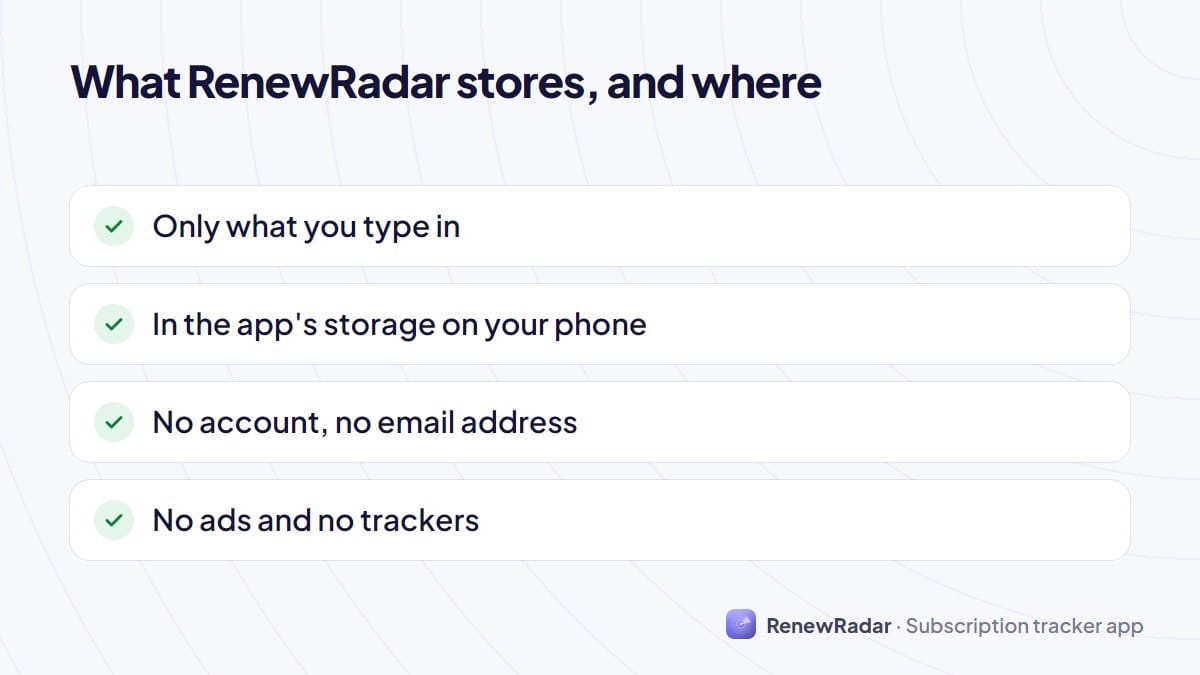 What RenewRadar stores, and where
Only what you type in
In the app's storage on your phone
No account, no email address
No ads and no trackers
RenewRadar · Subscription tracker app